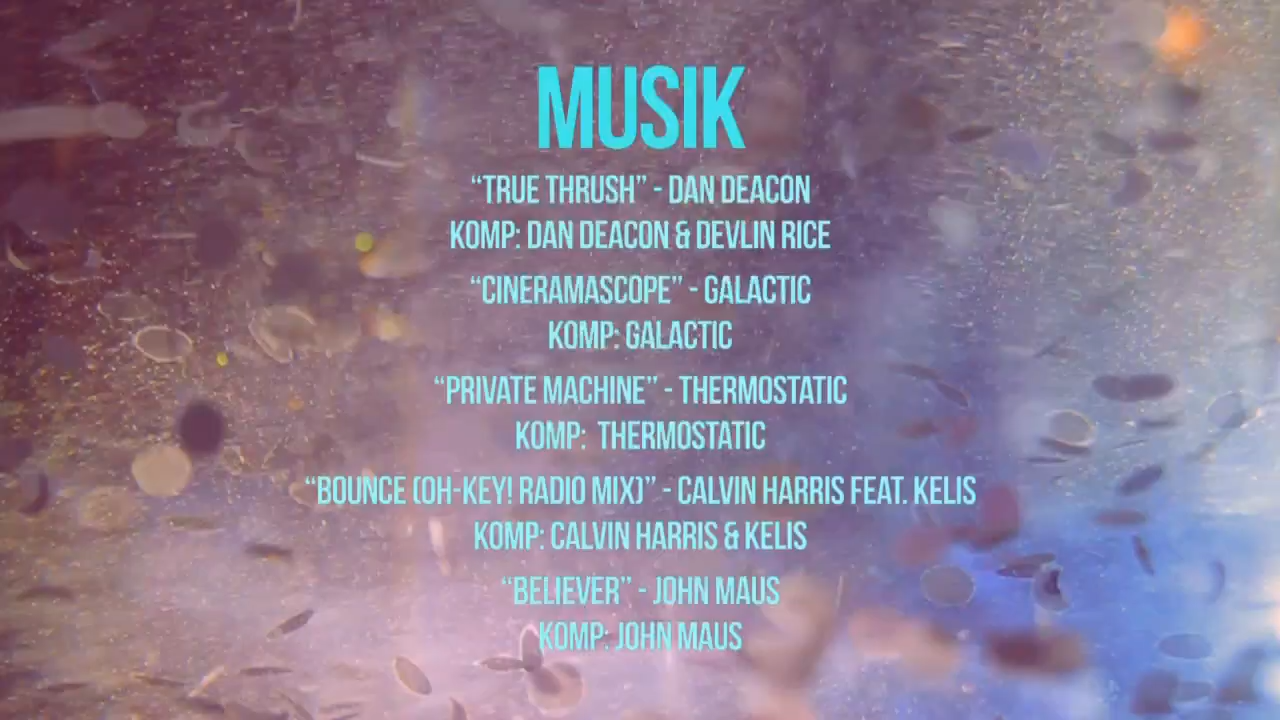 MUSIK
“TRUE THRUSH” - DAN DEACON
KOMP: DAN DEACON & DEVLIN RICE
“CINERAMASCOPE” - GALACTIC
KOMP: GALACTIC
“PRIVATE MACHINE” - THERMOSTATIC
KOMP: THERMOSTATIC
“BOUNCE (OH-KEY! RADIO MIX)” - CALVIN HARRIS FEAT. KELIS
KOMP: CALVIN HARRIS & KELIS
“BELIEVER” - JOHN MAUS
KOMP: JOHN MAUS